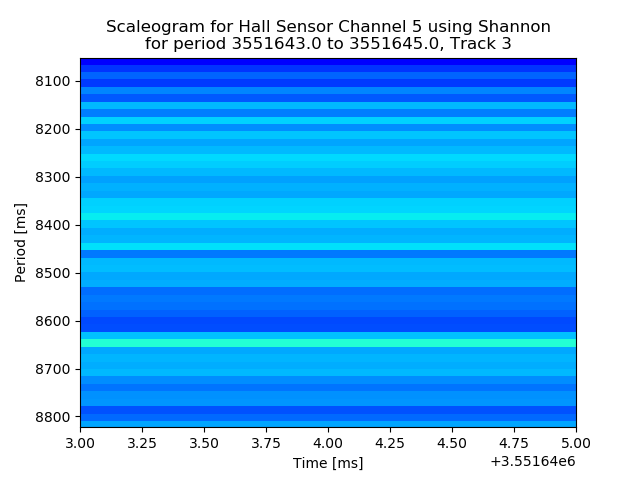 Scaleogram for Hall Sensor Channel 5 using Shannon
for period 3551643.0 to 3551645.0, Track 3
8100
8200
8300
8400
8500
8600
8700
8800
Period [ms]
3.00 3.25 3.50 3.75 4.00 4.25 4.50 4.75 5.00
Time [ms]
+3.55164e6